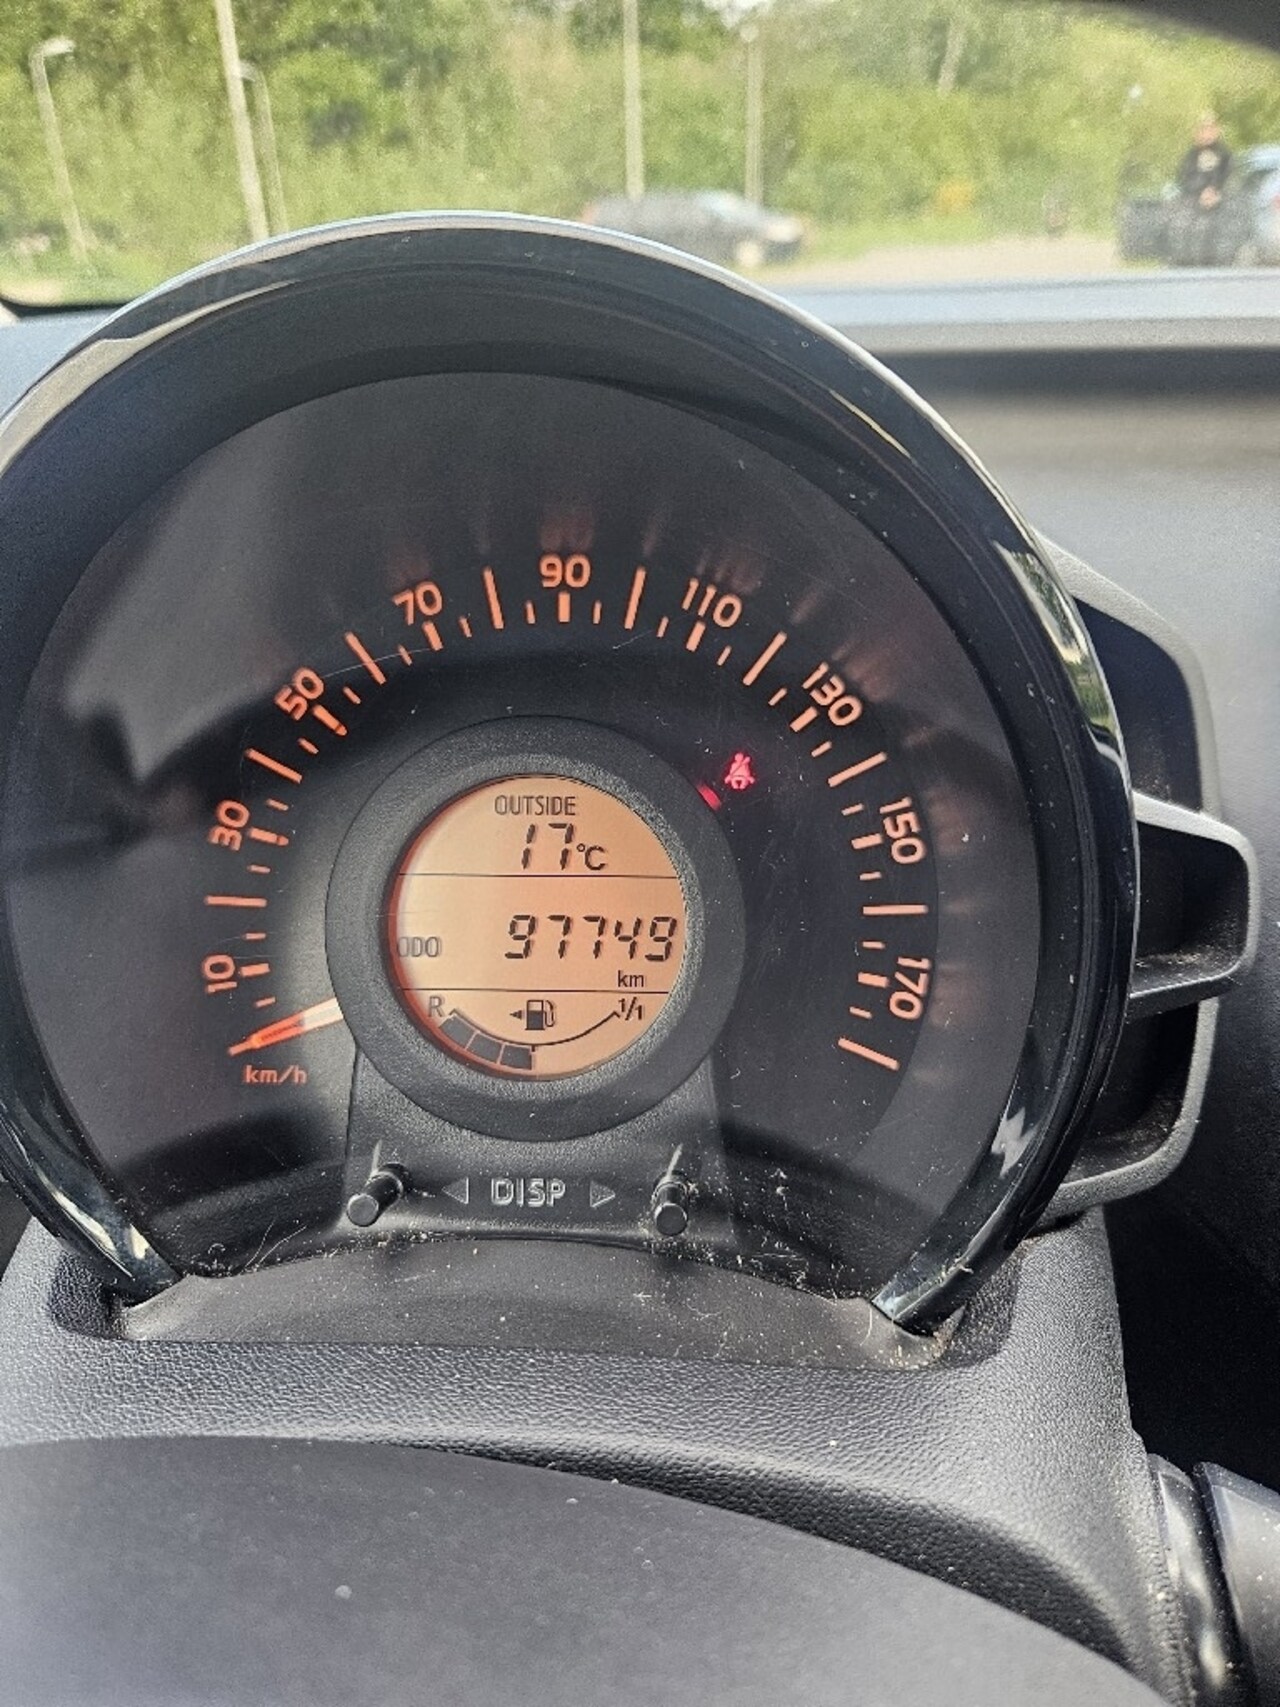 90
70
110
50
130
30
150
10
170
km/h
OUTSIDE
17°C
ODO 97749
km
R 1/1
DISP